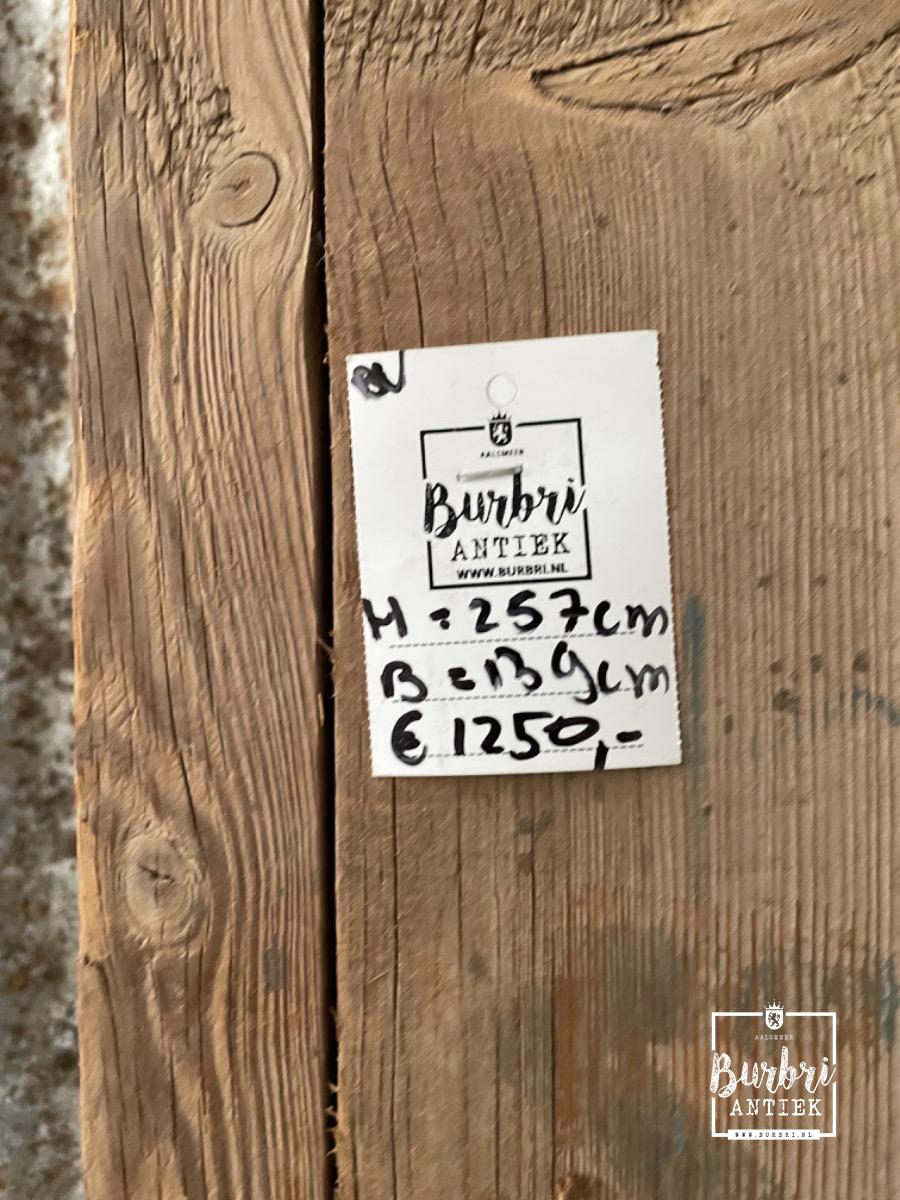 AALSMEER
Burbri
ANTIEK
WWW.BURBRI.NL
H = 257cm
B = 139cm
€ 1250,-
AALSMEER
Burbri
ANTIEK
WWW.BURBRI.NL